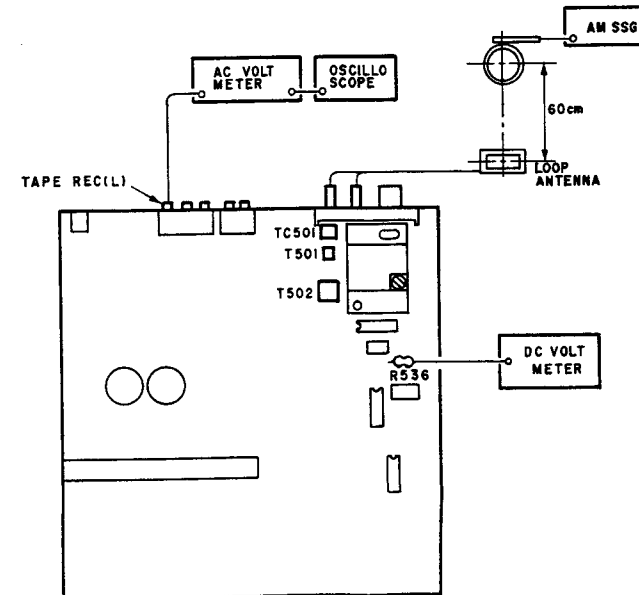 AM SSG
AC VOLT
METER
OSCILLO
SCOPE
60cm
LOOP
ANTENNA
TAPE REC(L)
TC501
T501
T502
R536
DC VOLT
METER